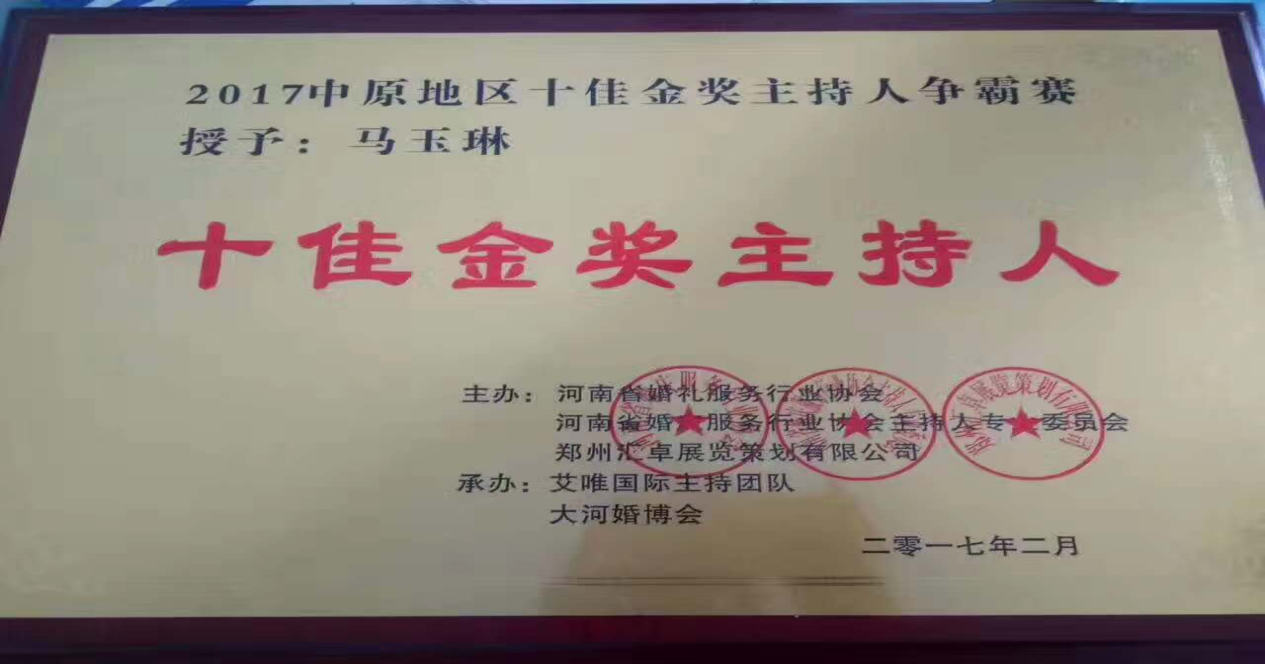 2017中原地区十佳金奖主持人争霸赛
授予：马玉琳
十佳金奖主持人
主办：河南省婚礼服务行业协会
河南省婚礼服务行业协会主持人专业委员会
郑州汇卓展览策划有限公司
承办：艾唯国际主持团队
大河婚博会
二零一七年二月